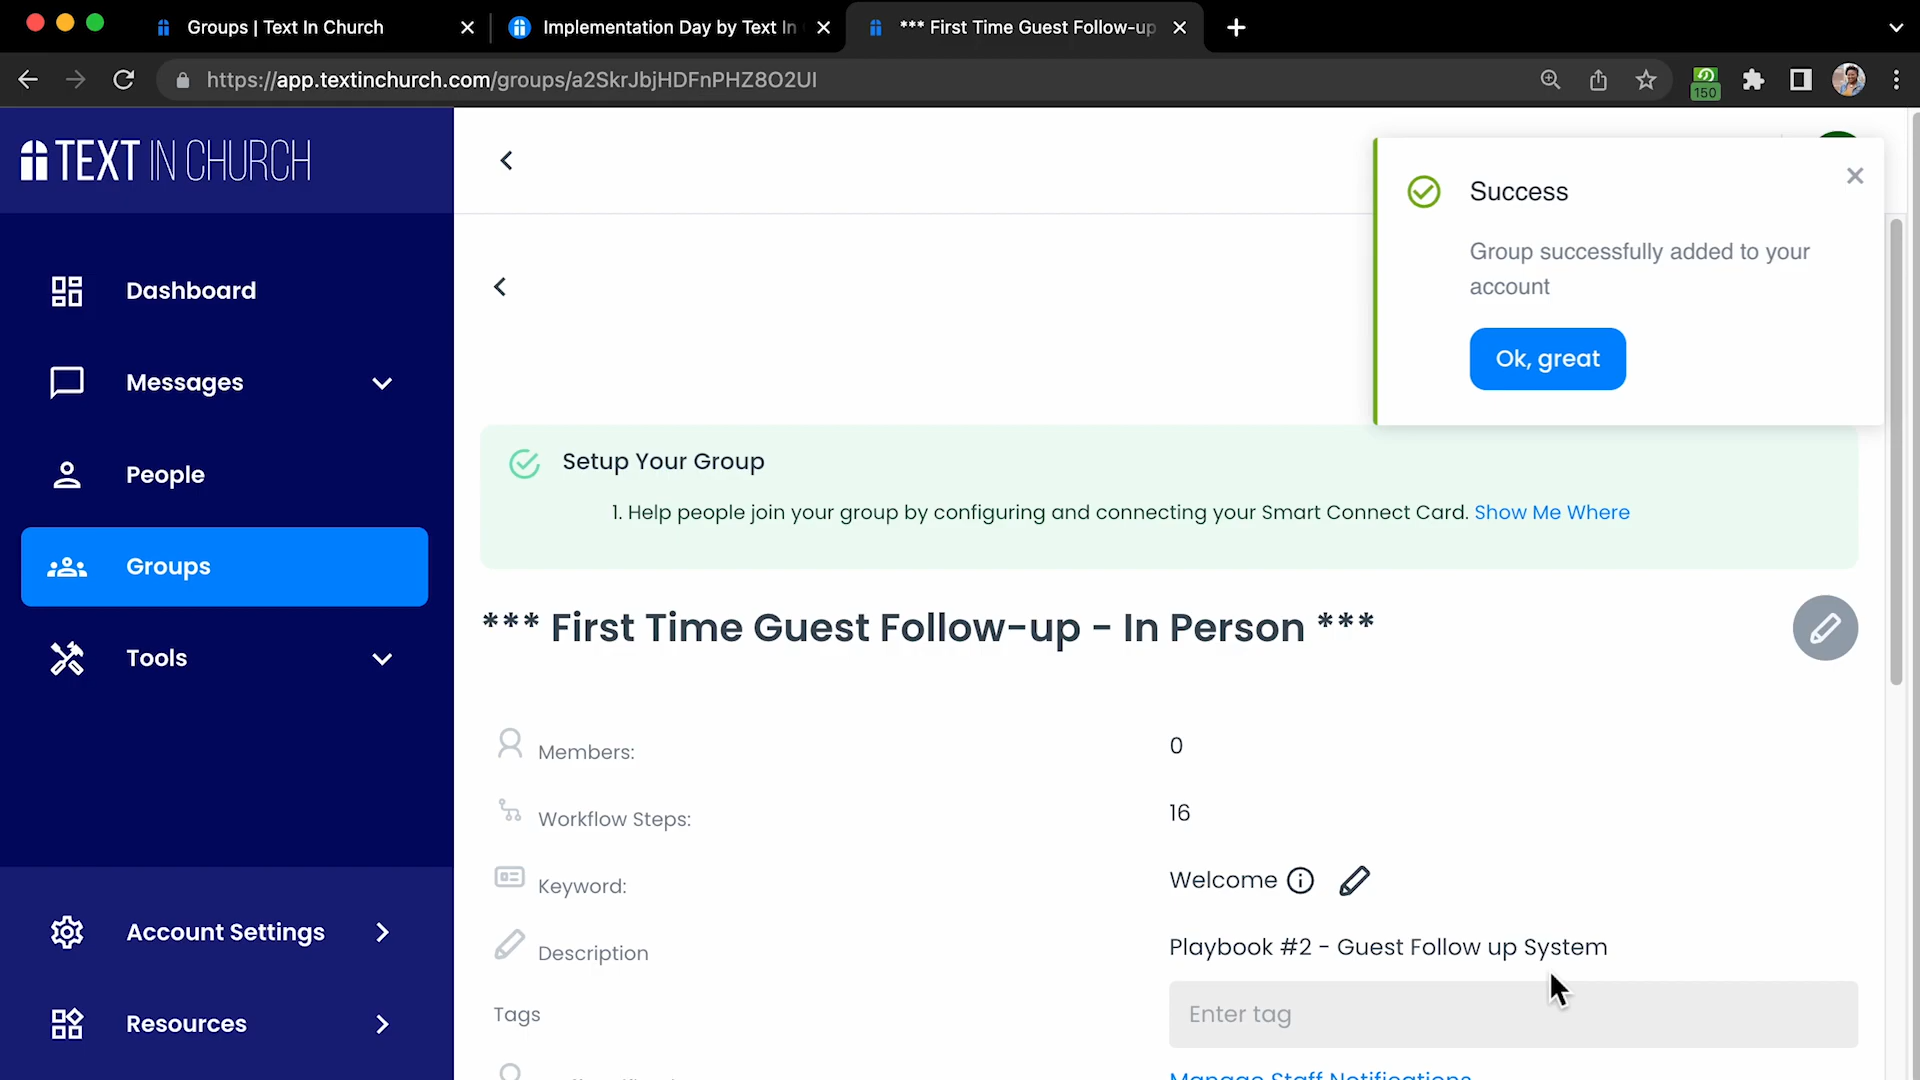 Groups | Text In Church
Implementation Day by Text In
*** First Time Guest Follow-up
https://app.textinchurch.com/groups/a2SkrJbjHDFnPHZ8O2UI
150
TEXT IN CHURCH
Dashboard
Messages
People
Groups
Tools
Account Settings
Resources
Success
Group successfully added to your
account
Ok, great
Setup Your Group
1. Help people join your group by configuring and connecting your Smart Connect Card. Show Me Where
*** First Time Guest Follow-up - In Person ***
Members: 0
Workflow Steps: 16
Keyword: Welcome
Description Playbook #2 - Guest Follow up System
Tags Enter tag
Manage Staff Notifications